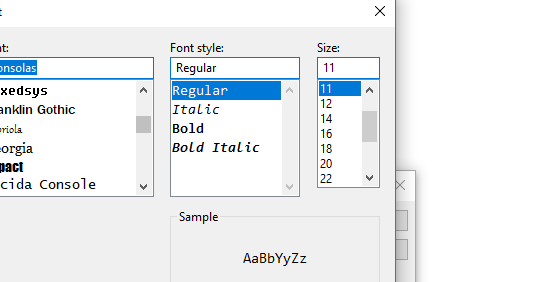 t
nt: Font style: Size:
onsolas Regular 11
xedsys
anklin Gothic
briola
eorgia
pact
cida Console
Regular
Italic
Bold
Bold Italic
11
12
14
16
18
20
22
Sample
AaBbYyZz